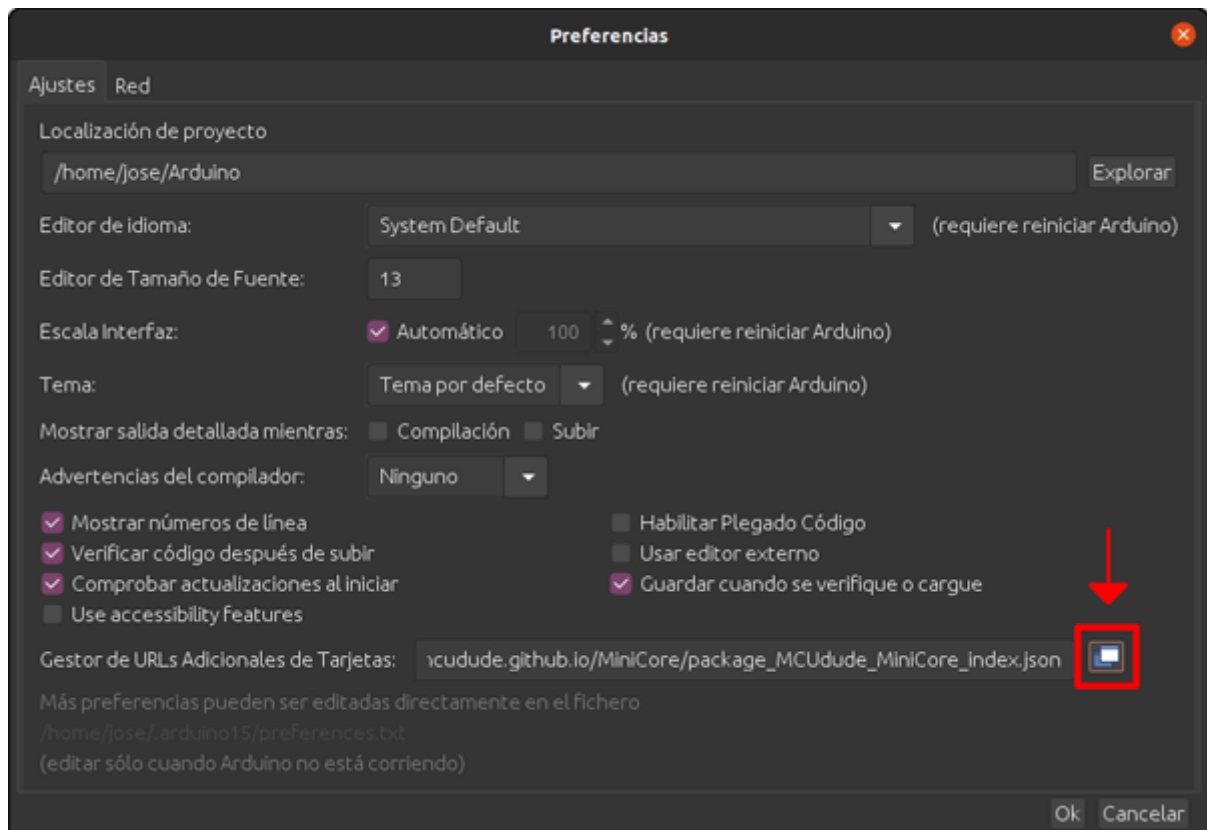 Preferencias
Ajustes Red
Localización de proyecto
/home/jose/Arduino Explorar
Editor de idioma: System Default (requiere reiniciar Arduino)
Editor de Tamaño de Fuente: 13
Escala Interfaz: Automático 100 % (requiere reiniciar Arduino)
Tema: Tema por defecto (requiere reiniciar Arduino)
Mostrar salida detallada mientras: Compilación Subir
Advertencias del compilador: Ninguno
Mostrar números de línea Habilitar Plegado Código
Verificar código después de subir Usar editor externo
Comprobar actualizaciones al iniciar Guardar cuando se verifique o cargue
Use accessibility features
Gestor de URLs Adicionales de Tarjetas: cudude.github.io/MiniCore/package_MCUdude_MiniCore_index.json
Más preferencias pueden ser editadas directamente en el fichero
/home/jose/.arduino15/preferences.txt
(editar sólo cuando Arduino no está corriendo)
Ok Cancelar